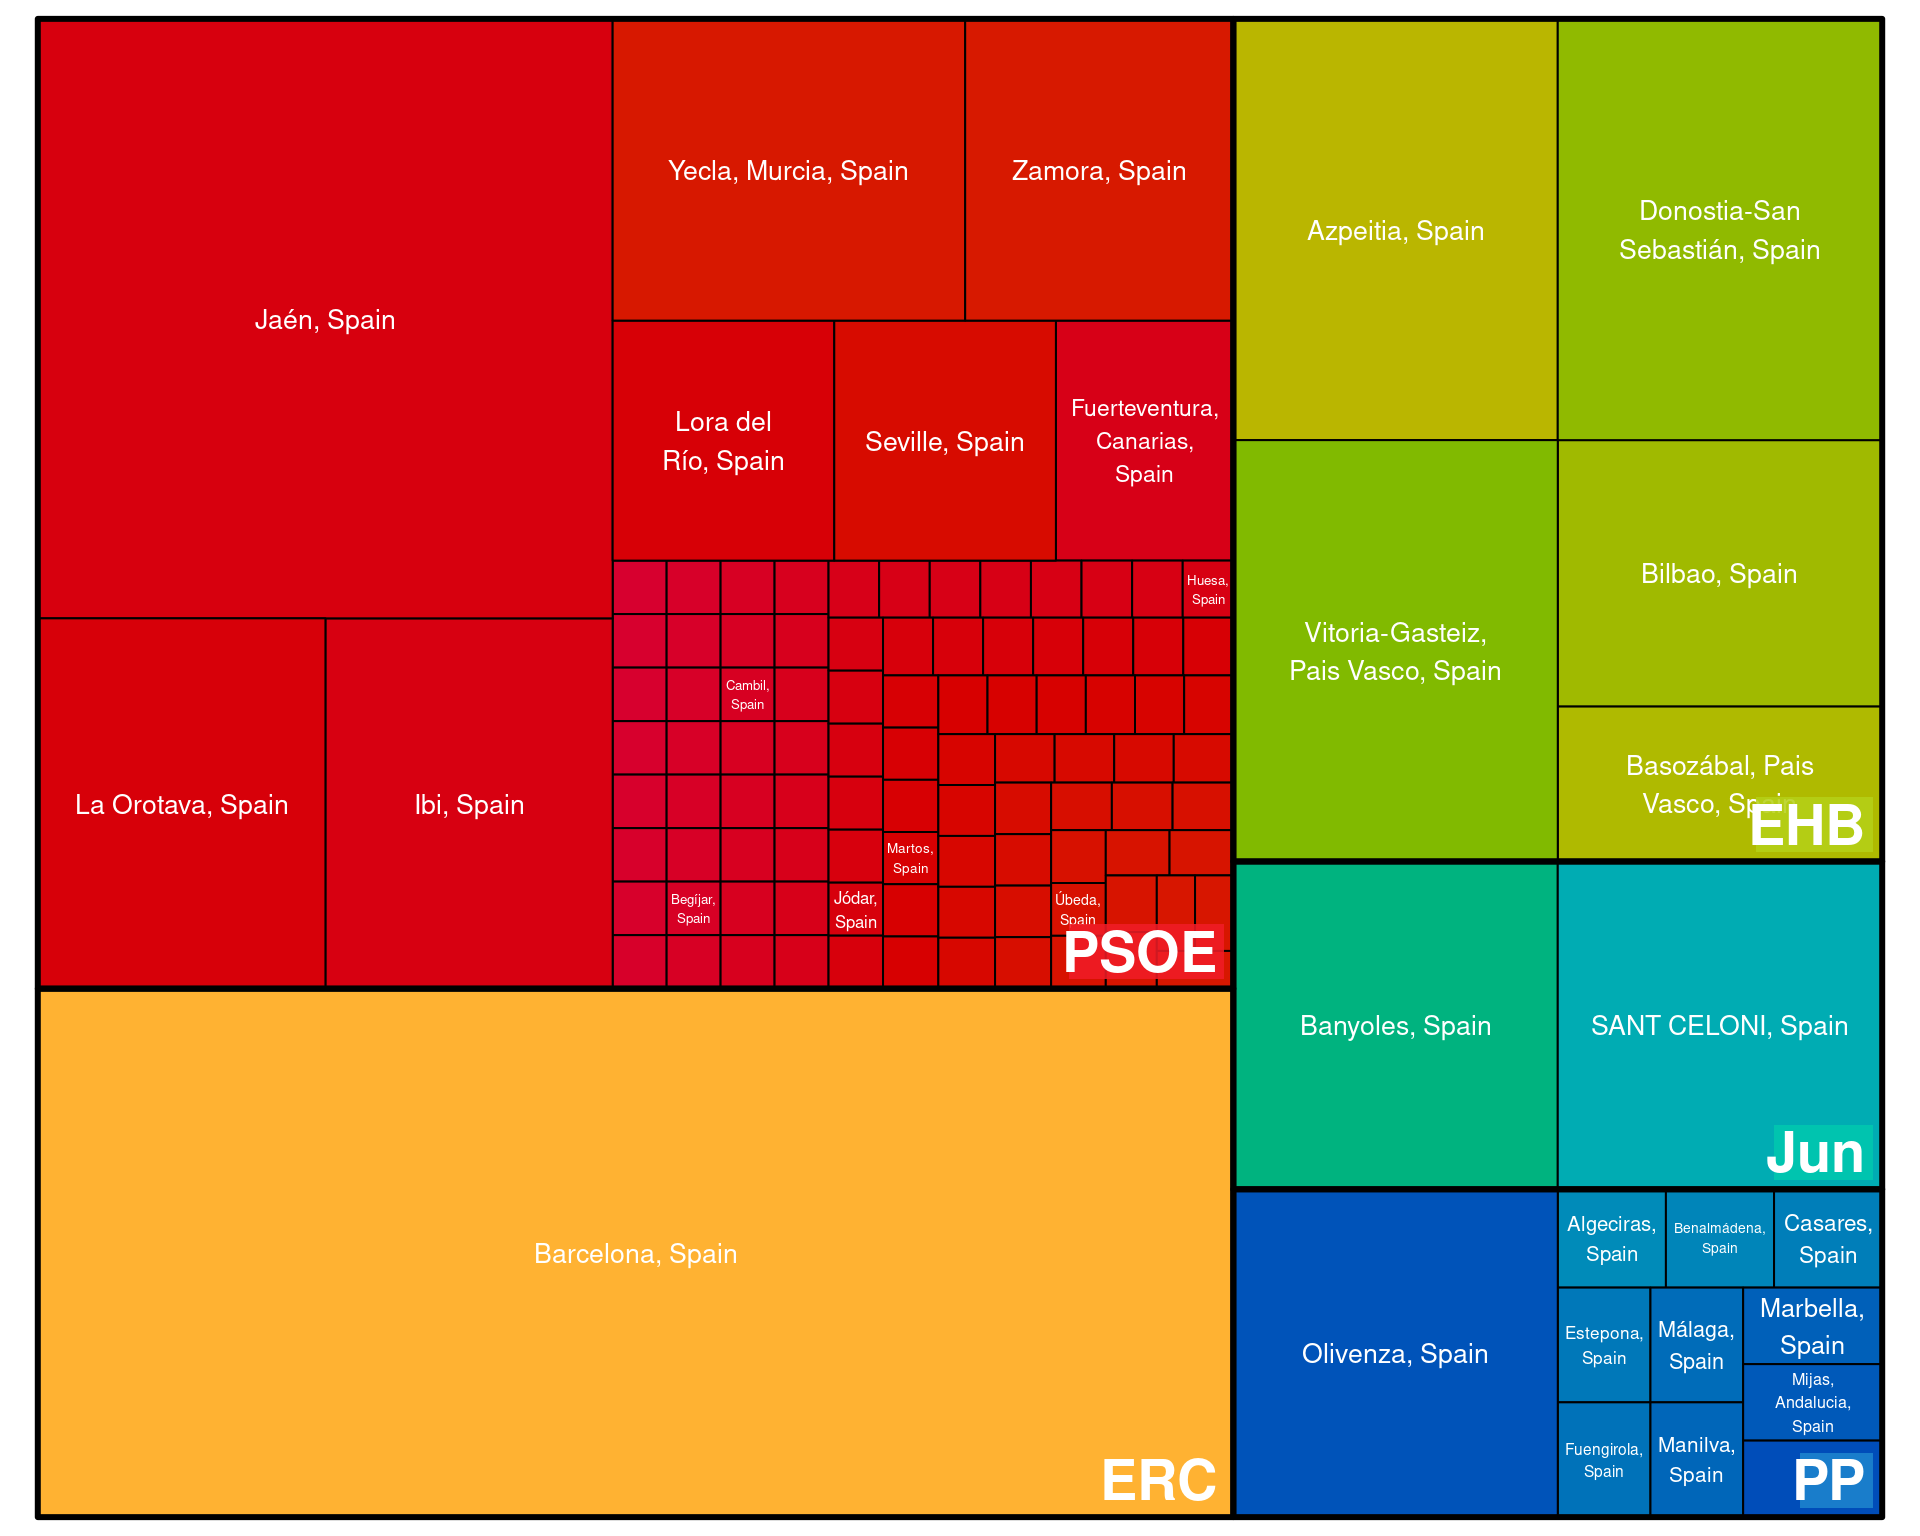 Jaén, Spain
Yecla, Murcia, Spain
Zamora, Spain
Lora del
Río, Spain
Seville, Spain
Fuerteventura,
Canarias,
Spain
La Orotava, Spain
Ibi, Spain
Huesa,
Spain
Cambil,
Spain
Martos,
Spain
Begíjar,
Spain
Jódar,
Spain
Úbeda,
Spain
PSOE
Barcelona, Spain
ERC
Azpeitia, Spain
Donostia-San
Sebastián, Spain
Vitoria-Gasteiz,
Pais Vasco, Spain
Bilbao, Spain
Basozábal, Pais
Vasco, Spain
EHB
Banyoles, Spain
SANT CELONI, Spain
Jun
Olivenza, Spain
Algeciras,
Spain
Benalmádena,
Spain
Casares,
Spain
Estepona,
Spain
Málaga,
Spain
Marbella,
Spain
Mijas,
Andalucia,
Spain
Fuengirola,
Spain
Manilva,
Spain
PP